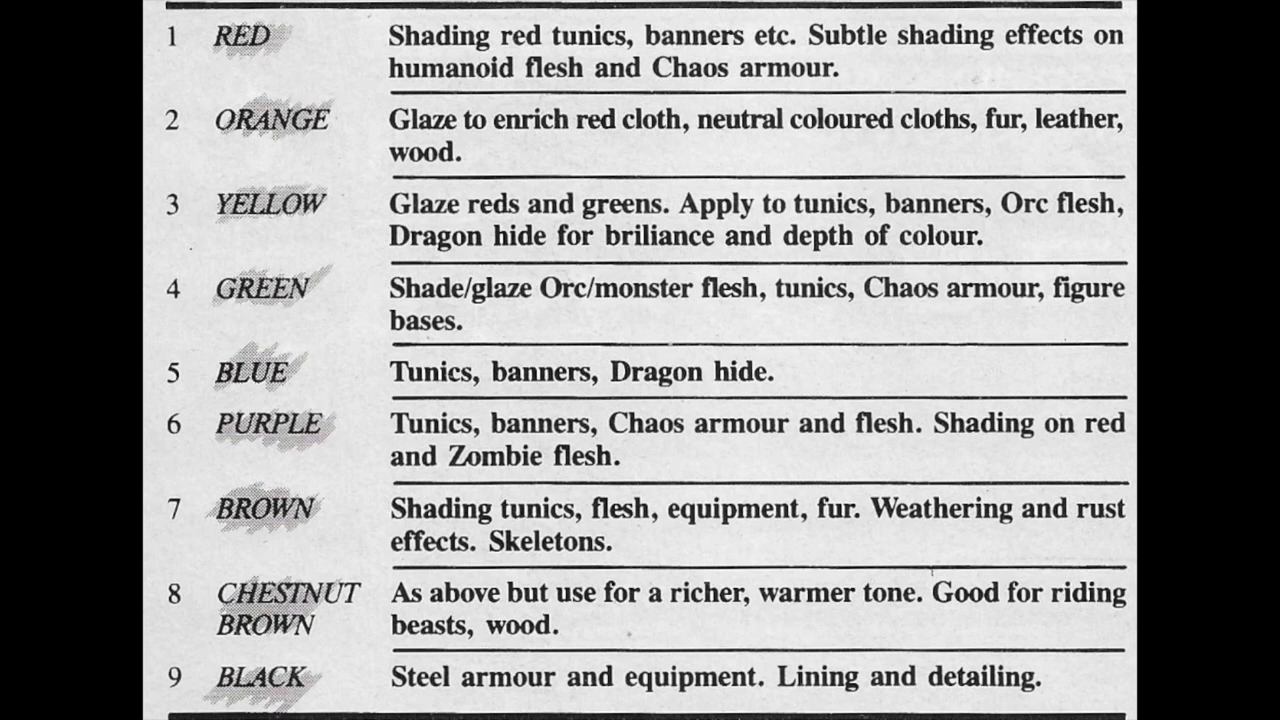 1 RED Shading red tunics, banners etc. Subtle shading effects on
humanoid flesh and Chaos armour.
2 ORANGE Glaze to enrich red cloth, neutral coloured cloths, fur, leather,
wood.
3 YELLOW Glaze reds and greens. Apply to tunics, banners, Orc flesh,
Dragon hide for briliance and depth of colour.
4 GREEN Shade/glaze Orc/monster flesh, tunics, Chaos armour, figure
bases.
5 BLUE Tunics, banners, Dragon hide.
6 PURPLE Tunics, banners, Chaos armour and flesh. Shading on red
and Zombie flesh.
7 BROWN Shading tunics, flesh, equipment, fur. Weathering and rust
effects. Skeletons.
8 CHESTNUT As above but use for a richer, warmer tone. Good for riding
BROWN beasts, wood.
9 BLACK Steel armour and equipment. Lining and detailing.